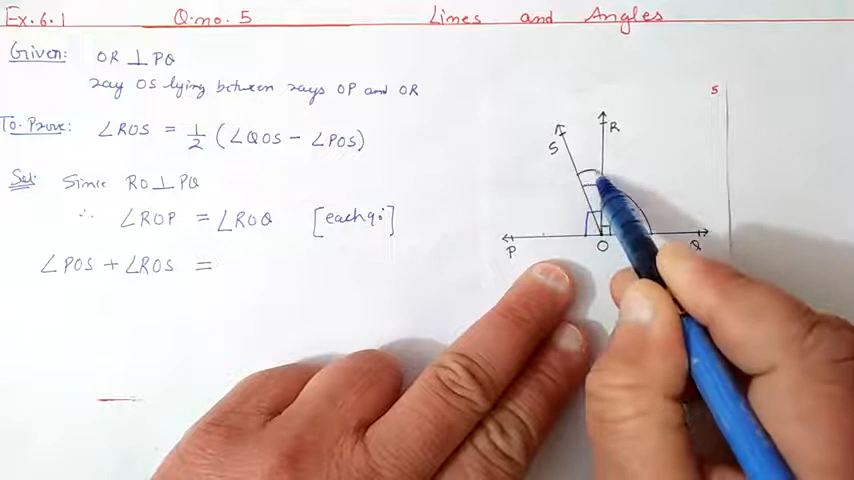 Ex. 6.1 Q.no. 5 Lines and Angles
Given: OR ⊥ PQ
ray OS lying between rays OP and OR
To Prove: ∠ROS = 1/2 (∠QOS − ∠POS)
Sol: Since RO ⊥ PQ
∴ ∠ROP = ∠ROQ [each 90°]
∠POS + ∠ROS =
S
R
S
P
O
Q